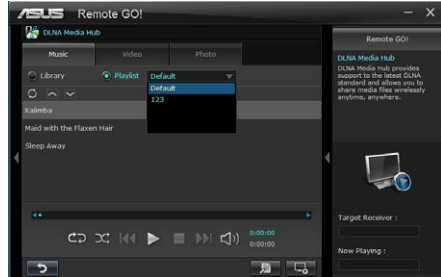 ASUS Remote GO!
DLNA Media Hub
Music Video Photo
Library Playlist Default
Default
123
Kalimba
Maid with the Flaxen Hair
Sleep Away
0:00:00
0:00:00
Remote GO!
DLNA Media Hub
DLNA Media Hub provides
support to the latest DLNA
standard and allows you to
share media files wirelessly
anytime, anywhere.
Target Receiver :
Now Playing :